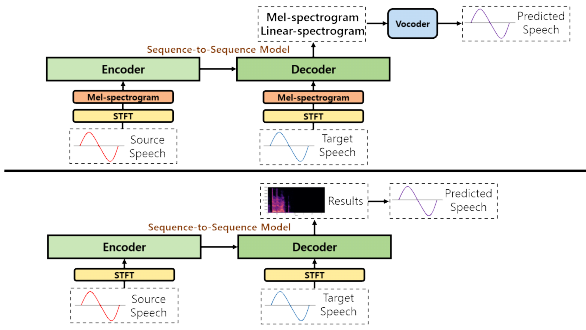 Mel-spectrogram
Linear-spectrogram
Vocoder
Predicted
Speech
Sequence-to-Sequence Model
Encoder
Decoder
Mel-spectrogram
Mel-spectrogram
STFT
STFT
Source
Speech
Target
Speech
Results
Predicted
Speech
Sequence-to-Sequence Model
Encoder
Decoder
STFT
STFT
Source
Speech
Target
Speech